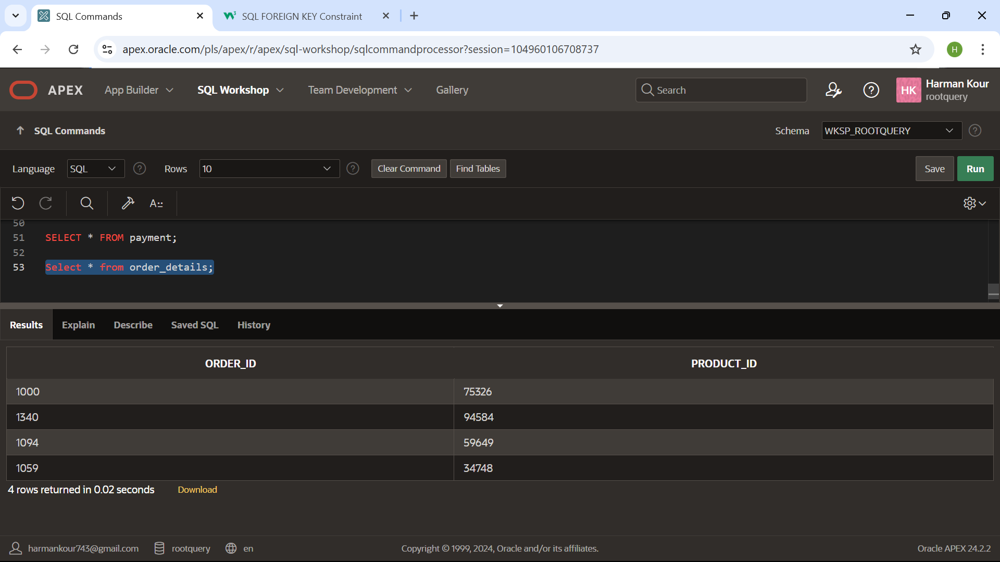 SQL Commands
W³ SQL FOREIGN KEY Constraint
apex.oracle.com/pls/apex/r/apex/sql-workshop/sqlcommandprocessor?session=104960106708737
H
APEX App Builder SQL Workshop Team Development Gallery Search HK Harman Kour
rootquery
SQL Commands Schema WKSP_ROOTQUERY
Language SQL Rows 10 Clear Command Find Tables Save Run
A::
50
51 SELECT * FROM payment;
52
53 Select * from order_details;
Results Explain Describe Saved SQL History
ORDER_ID PRODUCT_ID
1000 75326
1340 94584
1094 59649
1059 34748
4 rows returned in 0.02 seconds Download
harmankour743@gmail.com rootquery en Copyright © 1999, 2024, Oracle and/or its affiliates. Oracle APEX 24.2.2